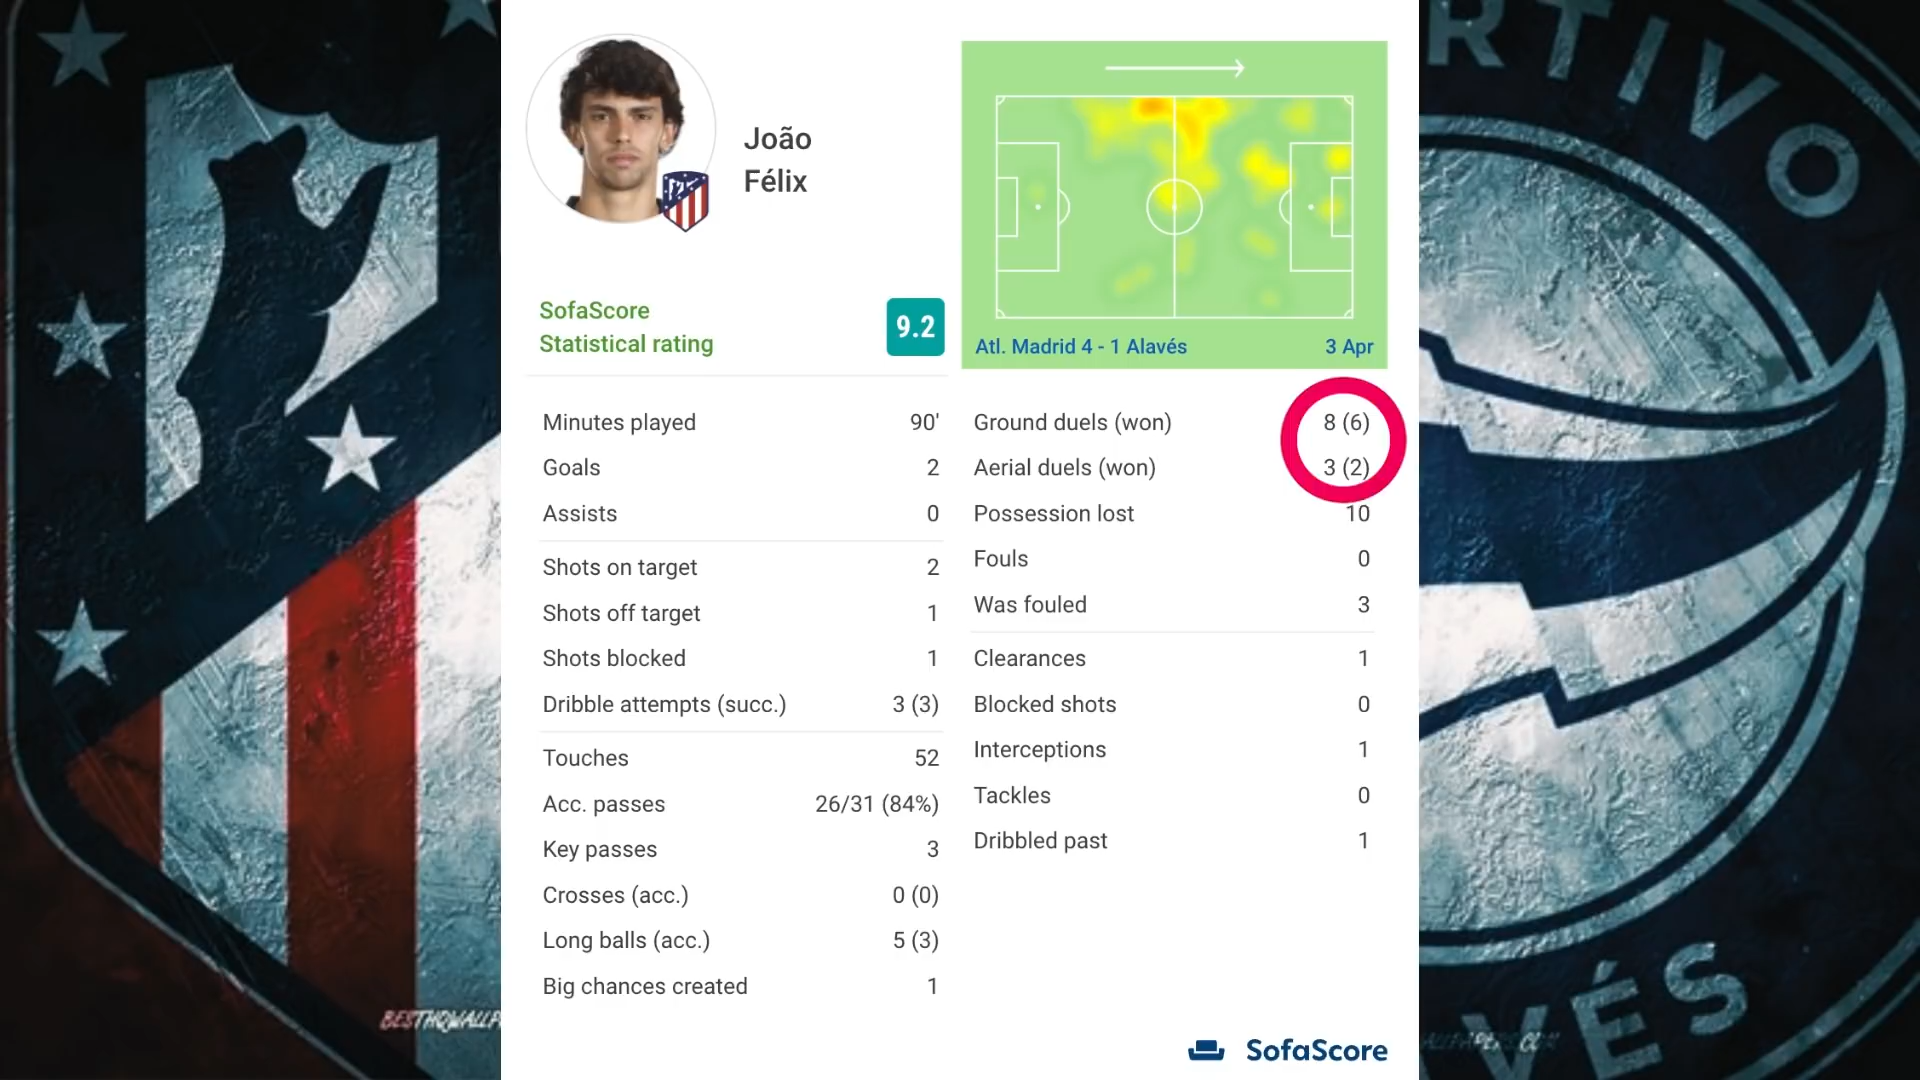 João
Félix
SofaScore
Statistical rating
9.2
Atl. Madrid 4 - 1 Alavés
3 Apr
Minutes played 90'
Goals 2
Assists 0
Shots on target 2
Shots off target 1
Shots blocked 1
Dribble attempts (succ.) 3 (3)
Touches 52
Acc. passes 26/31 (84%)
Key passes 3
Crosses (acc.) 0 (0)
Long balls (acc.) 5 (3)
Big chances created 1
Ground duels (won) 8 (6)
Aerial duels (won) 3 (2)
Possession lost 10
Fouls 0
Was fouled 3
Clearances 1
Blocked shots 0
Interceptions 1
Tackles 0
Dribbled past 1
SofaScore
RTIVO
VÉS